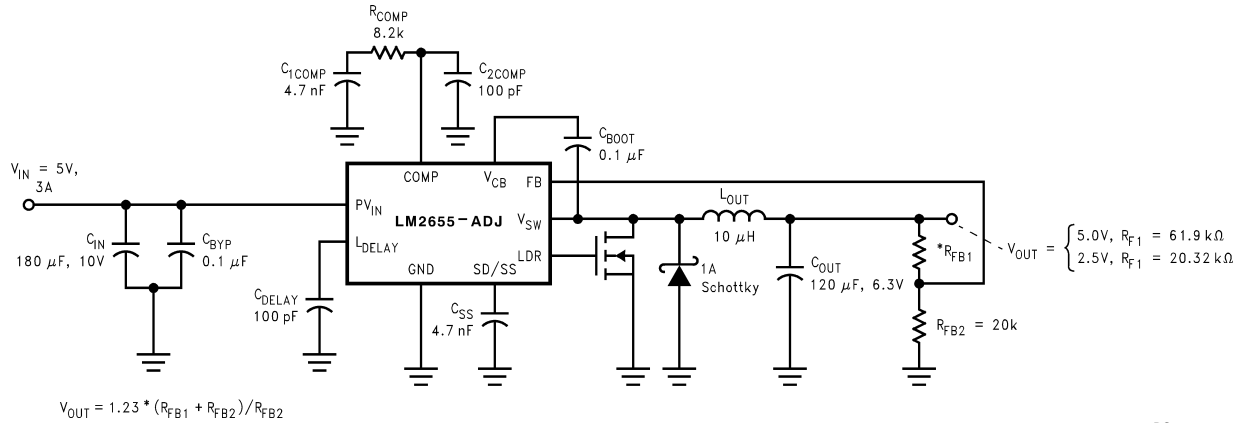 R_COMP
8.2k
C_1COMP
4.7 nF
C_2COMP
100 pF
C_BOOT
0.1 μF
V_IN = 5V,
3A
COMP
V_CB
FB
PV_IN
LM2655-ADJ
V_SW
L_DELAY
LDR
GND
SD/SS
C_IN
180 μF, 10V
C_BYP
0.1 μF
C_DELAY
100 pF
C_SS
4.7 nF
1A
Schottky
L_OUT
10 μH
C_OUT
120 μF, 6.3V
*R_FB1
R_FB2 = 20k
V_OUT = { 5.0V, R_F1 = 61.9 kΩ
2.5V, R_F1 = 20.32 kΩ
V_OUT = 1.23 * (R_FB1 + R_FB2)/R_FB2